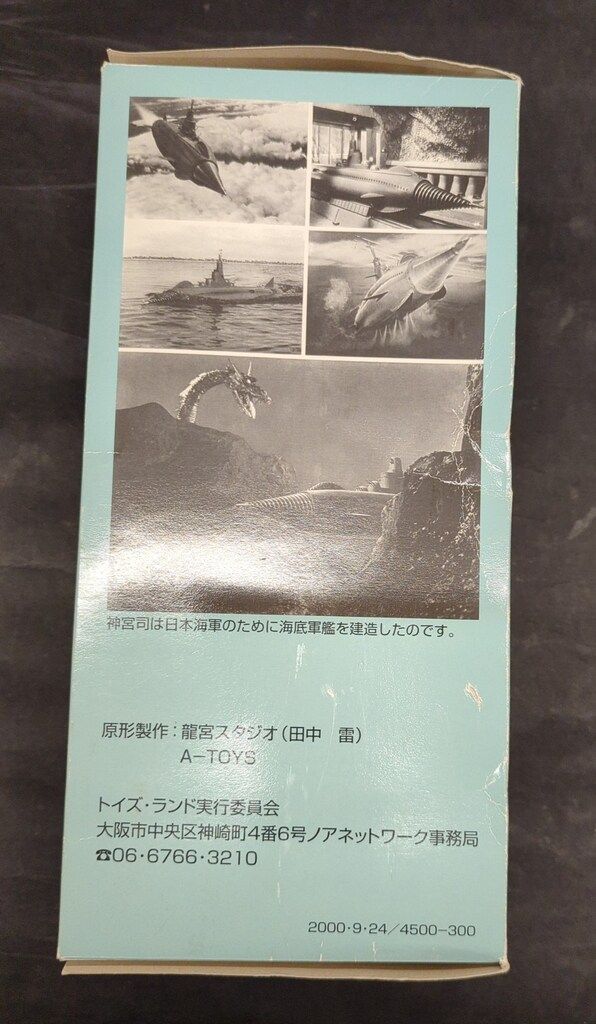 神宮司は日本海軍のために海底軍艦を建造したのです。
原形製作：龍宮スタジオ（田中　雷）
A-TOYS
トイズ・ランド実行委員会
大阪市中央区神崎町4番6号ノアネットワーク事務局
☎06・6766・3210
2000・9・24／4500-300